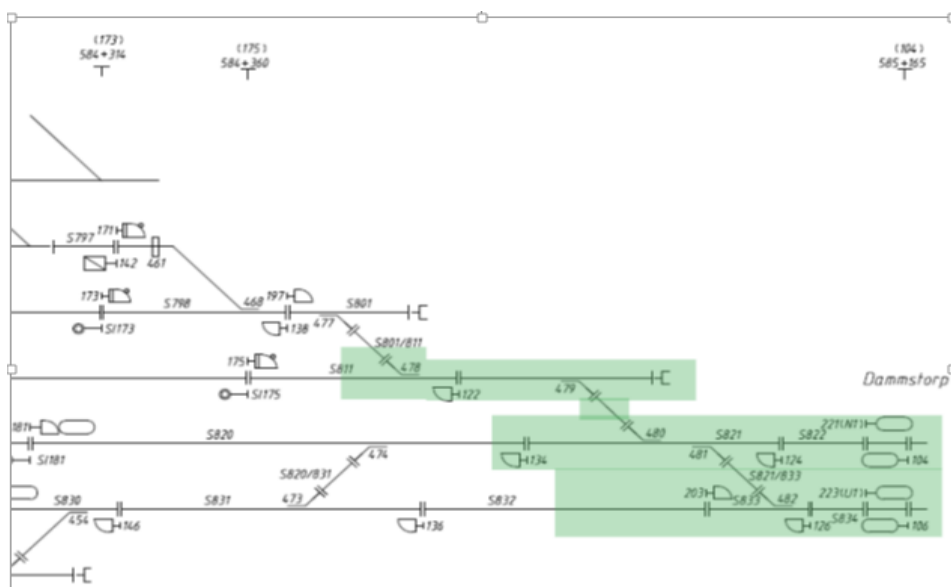 (173) (175) (104)
584+314 584+360 585+165
171
S797
142 461
173 S798 468 197 S801
SI173 138 477
S801/811
175 S811 478
SI175 122 479 Dammstorp
181 S820 480 S821 221(N1) S822
SI181 474 134 481 124 104
S820/831 S821/833
S830 S831 473 S832 203 S833 482 223(U1)
454 146 136 126 S834 106